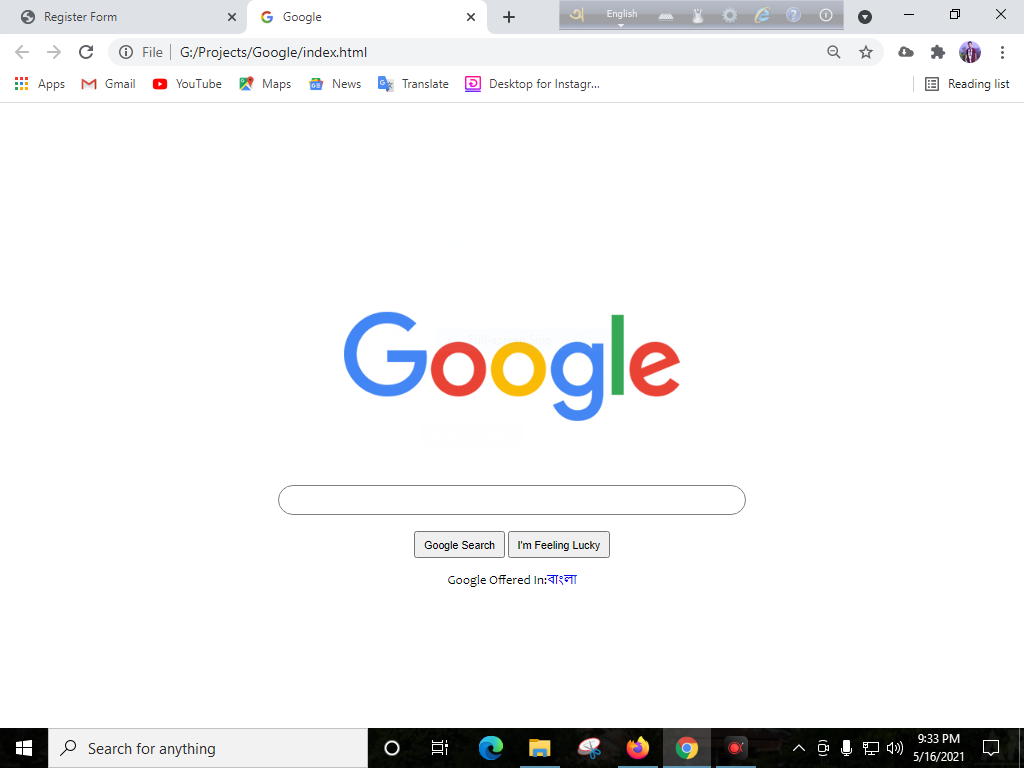 Register Form
Google
English
File
G:/Projects/Google/index.html
Apps
Gmail
YouTube
Maps
News
Translate
Desktop for Instagr...
Reading list
Google
Google Search
I'm Feeling Lucky
Google Offered In:বাংলা
Search for anything
9:33 PM
5/16/2021